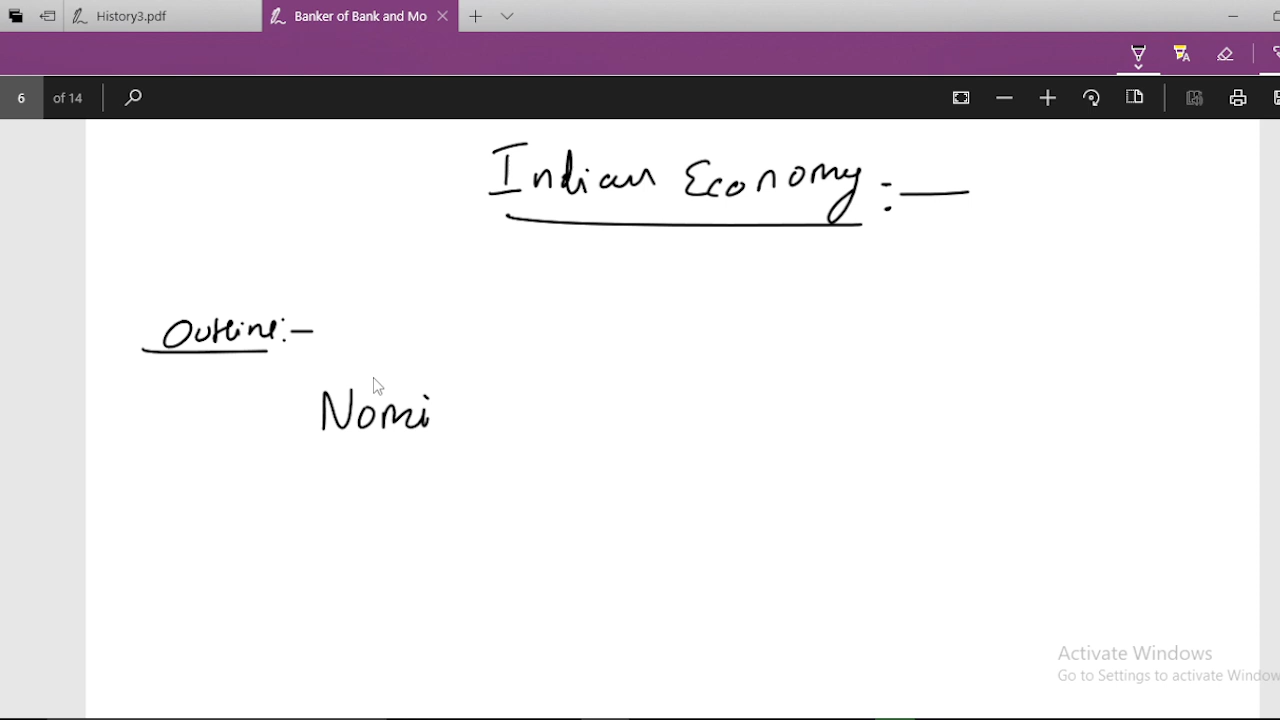 History3.pdf
Banker of Bank and Mo
6 of 14
Indian Economy :—
Outline:-
Nomi
Activate Windows
Go to Settings to activate Window